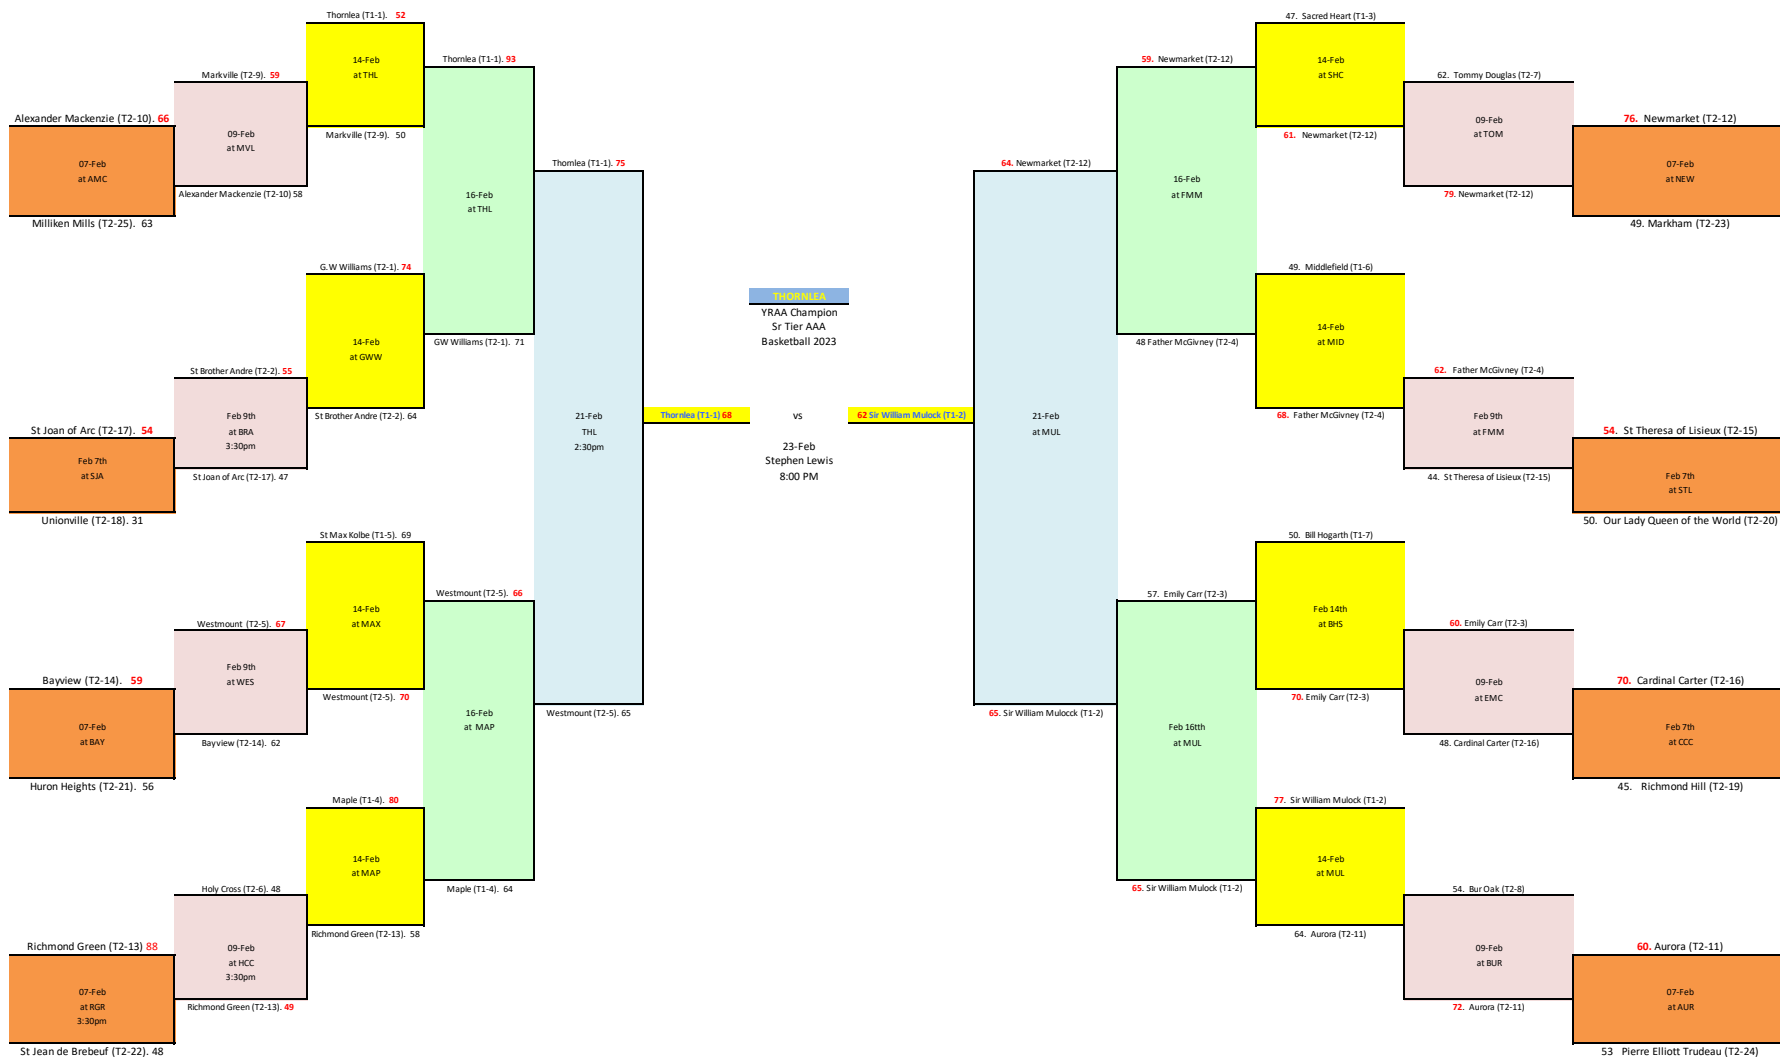 Thornlea (T1-1). 52
14-Feb
at THL
Markville (T2-9). 50
Markville (T2-9). 59
09-Feb
at MVL
Alexander Mackenzie (T2-10) 58
Alexander Mackenzie (T2-10). 66
07-Feb
at AMC
Milliken Mills (T2-25). 63
Thornlea (T1-1). 93
16-Feb
at THL
GW Williams (T2-1). 71
G.W Williams (T2-1). 74
14-Feb
at GWW
St Brother Andre (T2-2). 64
St Brother Andre (T2-2). 55
Feb 9th
at BRA
3:30pm
St Joan of Arc (T2-17). 47
St Joan of Arc (T2-17). 54
Feb 7th
at SJA
Unionville (T2-18). 31
Thornlea (T1-1). 75
21-Feb
THL
2:30pm
Westmount (T2-5). 65
St Max Kolbe (T1-5). 69
14-Feb
at MAX
Westmount (T2-5). 70
Westmount (T2-5). 67
Feb 9th
at WES
Bayview (T2-14). 62
Bayview (T2-14). 59
07-Feb
at BAY
Huron Heights (T2-21). 56
Westmount (T2-5). 66
16-Feb
at MAP
Maple (T1-4). 64
Maple (T1-4). 80
14-Feb
at MAP
Richmond Green (T2-13). 58
Holy Cross (T2-6). 48
09-Feb
at HCC
3:30pm
Richmond Green (T2-13). 49
Richmond Green (T2-13) 88
07-Feb
at RGR
3:30pm
St Jean de Brebeuf (T2-22). 48
THORNLEA
YRAA Champion
Sr Tier AAA
Basketball 2023
Thornlea (T1-1) 68
vs
62 Sir William Mulock (T1-2)
23-Feb
Stephen Lewis
8:00 PM
64. Newmarket (T2-12)
21-Feb
at MUL
65. Sir William Mulocck (T1-2)
59. Newmarket (T2-12)
16-Feb
at FMM
48 Father McGivney (T2-4)
47. Sacred Heart (T1-3)
14-Feb
at SHC
61. Newmarket (T2-12)
62. Tommy Douglas (T2-7)
09-Feb
at TOM
79. Newmarket (T2-12)
76. Newmarket (T2-12)
07-Feb
at NEW
49. Markham (T2-23)
49. Middlefield (T1-6)
14-Feb
at MID
68. Father McGivney (T2-4)
62. Father McGivney (T2-4)
Feb 9th
at FMM
44. St Theresa of Lisieux (T2-15)
54. St Theresa of Lisieux (T2-15)
Feb 7th
at STL
50. Our Lady Queen of the World (T2-20)
57. Emily Carr (T2-3)
Feb 16tth
at MUL
65. Sir William Mulock (T1-2)
50. Bill Hogarth (T1-7)
Feb 14th
at BHS
70. Emily Carr (T2-3)
60. Emily Carr (T2-3)
09-Feb
at EMC
48. Cardinal Carter (T2-16)
70. Cardinal Carter (T2-16)
Feb 7th
at CCC
45. Richmond Hill (T2-19)
77. Sir William Mulock (T1-2)
14-Feb
at MUL
64. Aurora (T2-11)
54. Bur Oak (T2-8)
09-Feb
at BUR
72. Aurora (T2-11)
60. Aurora (T2-11)
07-Feb
at AUR
53 Pierre Elliott Trudeau (T2-24)